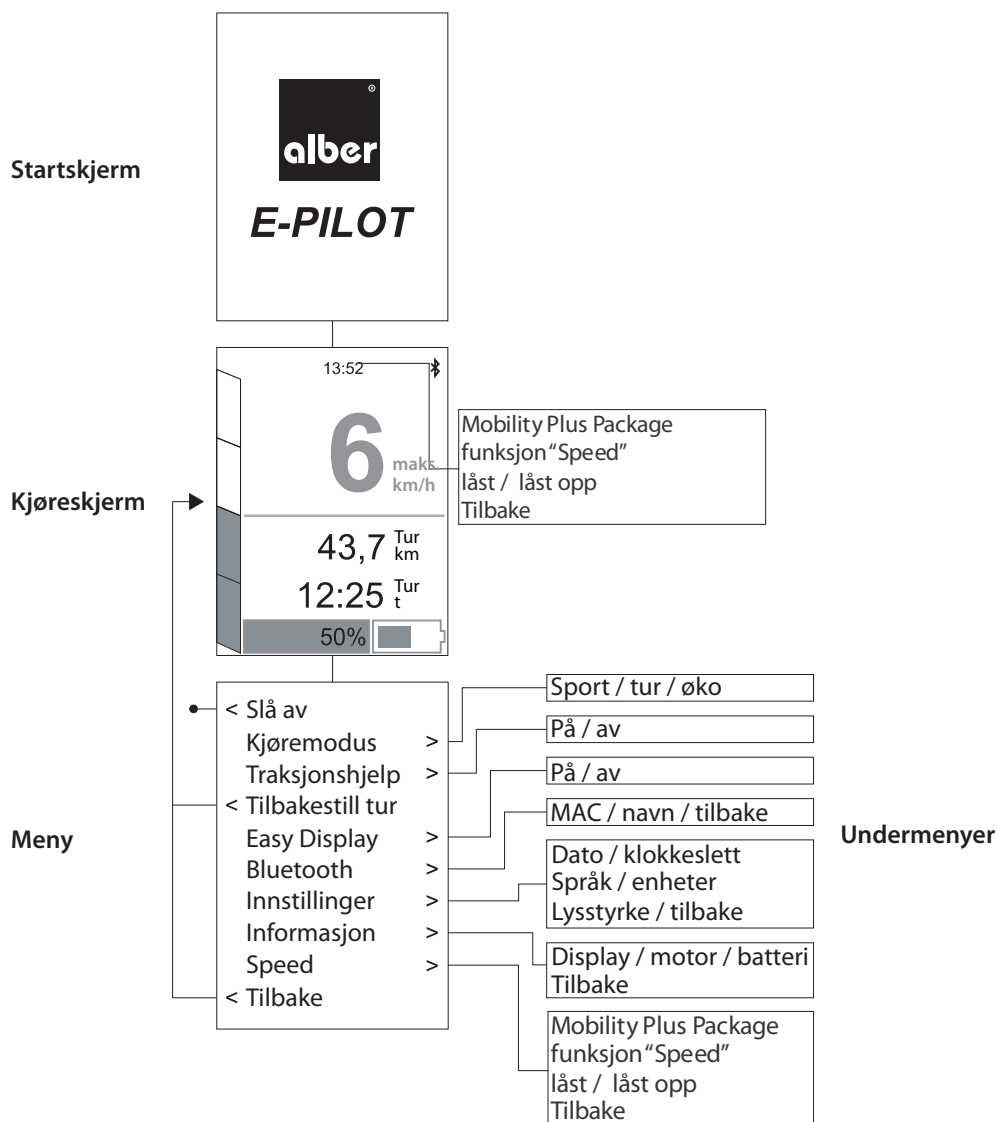 Startskjerm
alber
E-PILOT
Kjøreskjerm
13:52
6
maks.
km/h
43,7 Tur km
12:25 Tur t
50%
Mobility Plus Package
funksjon “Speed”
låst / låst opp
Tilbake
Meny
< Slå av
Kjøremodus >
Traksjonshjelp >
< Tilbakestill tur
Easy Display >
Bluetooth >
Innstillinger >
Informasjon >
Speed >
< Tilbake
Undermenyer
Sport / tur / øko
På / av
På / av
MAC / navn / tilbake
Dato / klokkeslett
Språk / enheter
Lysstyrke / tilbake
Display / motor / batteri
Tilbake
Mobility Plus Package
funksjon “Speed”
låst / låst opp
Tilbake